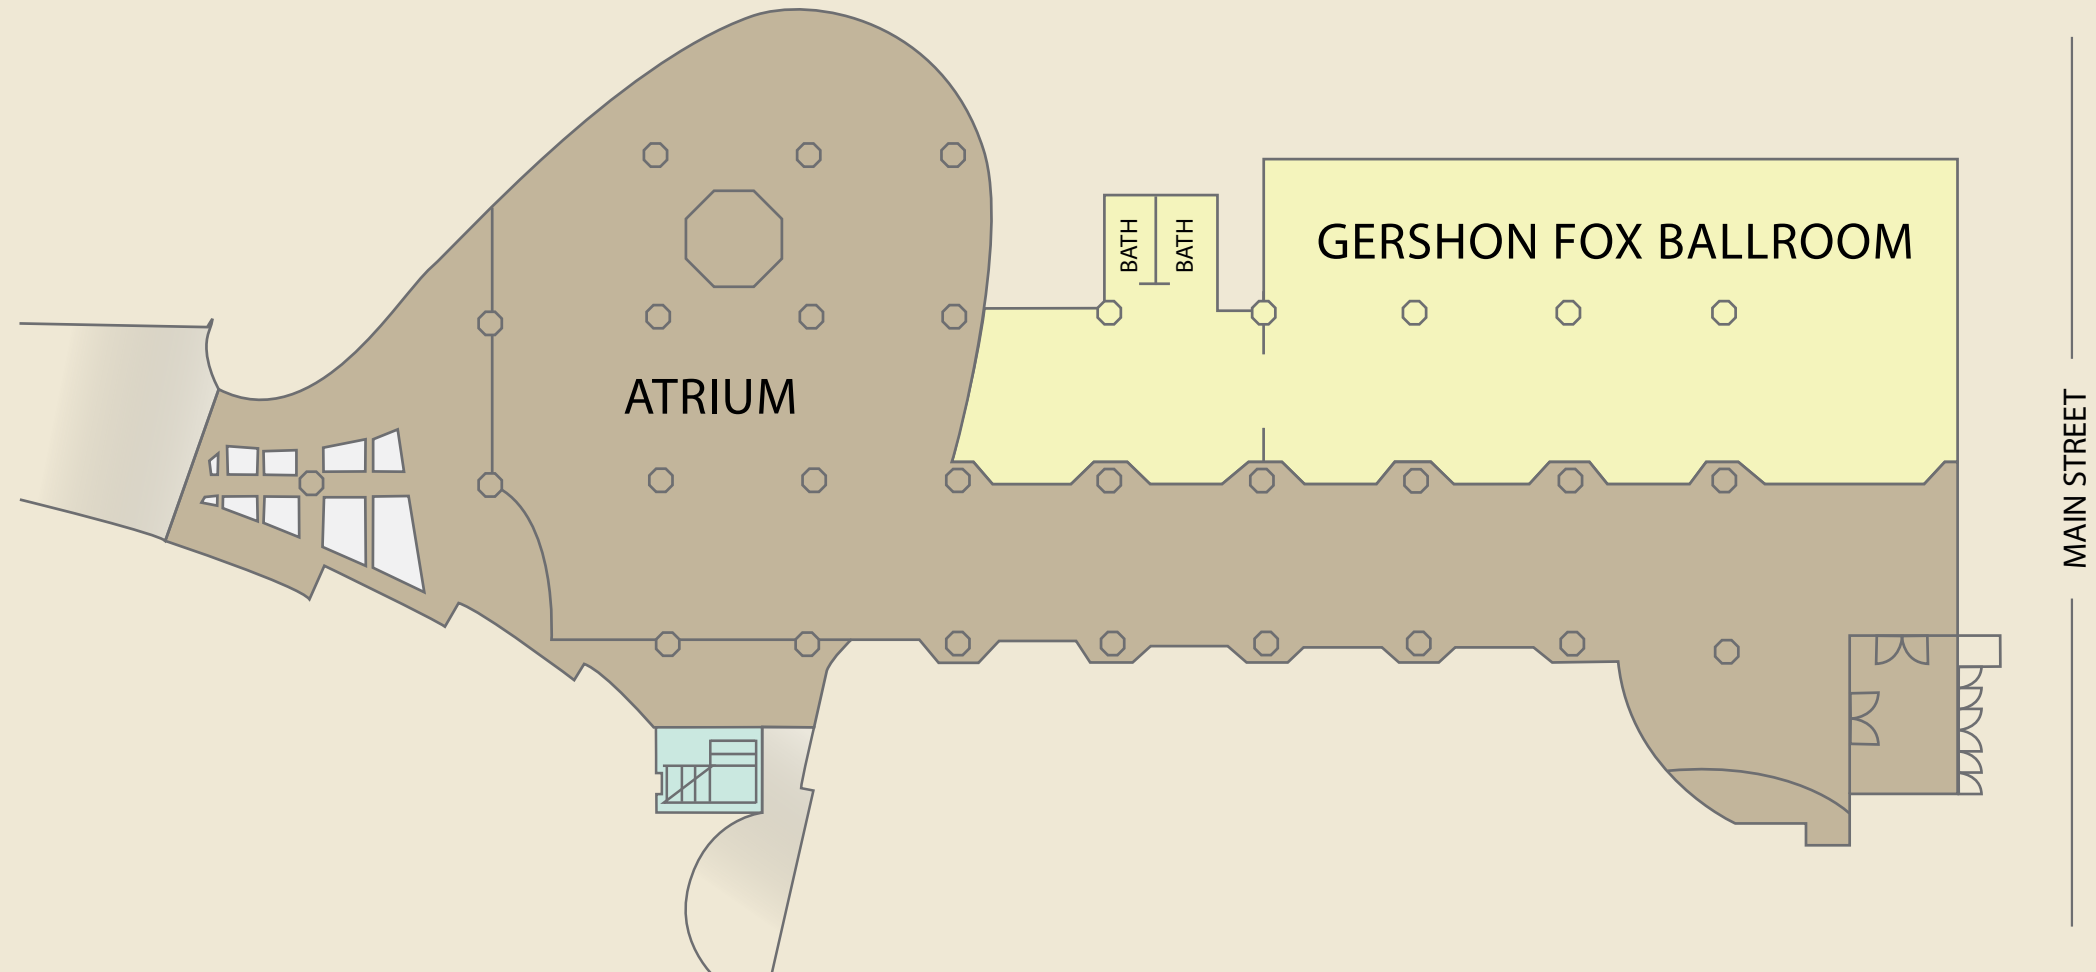 BATH
BATH
GERSHON FOX BALLROOM
ATRIUM
MAIN STREET